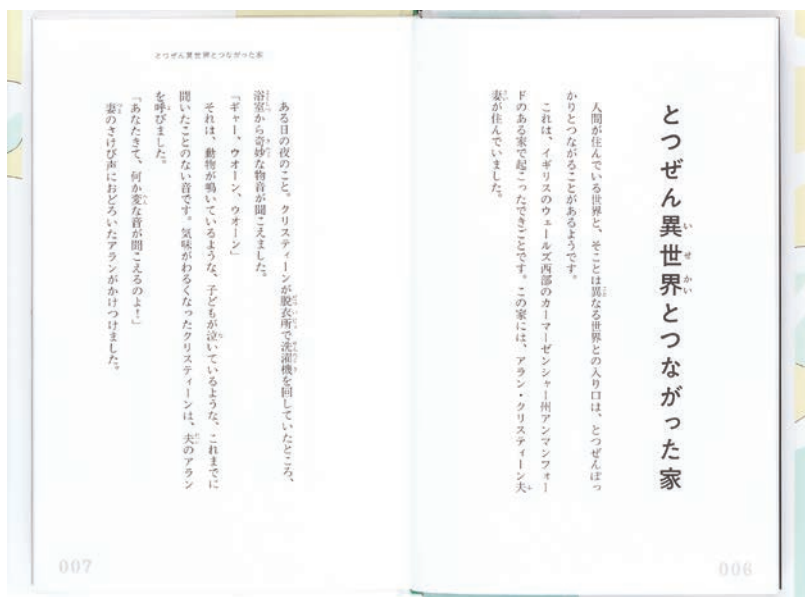 とつぜん異世界とつながった家
人間が住んでいる世界と、そことは異なる世界との入り口は、とつぜんぽっ
かりとつながることがあるようです。
これは、イギリスのウェールズ西部のカーマーゼンシャー州アンマンフォー
ドのある家で起こったできごとです。この家には、アラン・クリスティーン夫
妻が住んでいました。
006
とつぜん異世界とつながった家
ある日の夜のこと。クリスティーンが脱衣所で洗濯機を回していたところ、
浴室から奇妙な物音が聞こえました。
「ギャー、ウオーン、ウオーン」
それは、動物が鳴いているような、子どもが泣いているような、これまでに
聞いたことのない音です。気味がわるくなったクリスティーンは、夫のアラン
を呼びました。
「あなたきて、何か変な音が聞こえるのよ！」
妻のさけび声におどろいたアランがかけつけました。
007